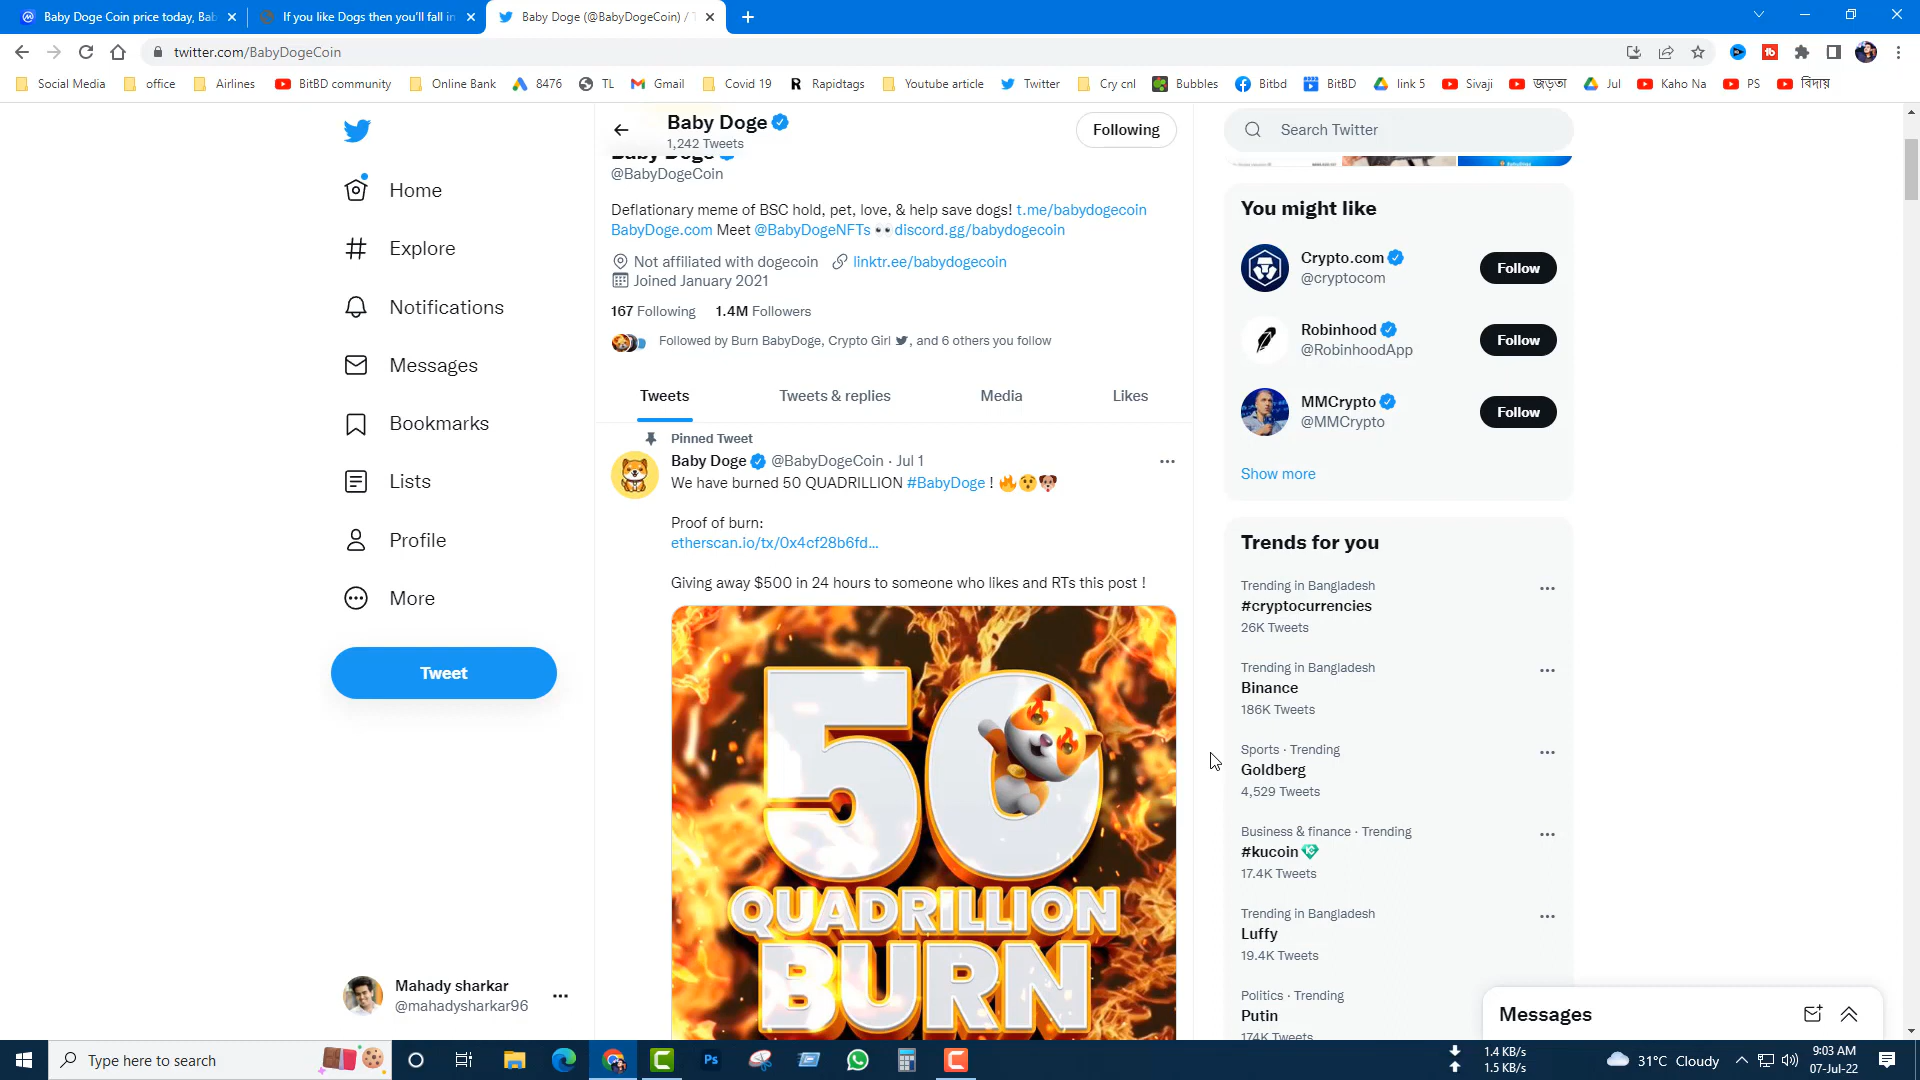 Baby Doge Coin price today, Bab
If you like Dogs then you'll fall in
Baby Doge (@BabyDogeCoin) / T
twitter.com/BabyDogeCoin
Social Media
office
Airlines
BitBD community
Online Bank
8476
TL
Gmail
Covid 19
Rapidtags
Youtube article
Twitter
Cry cnl
Bubbles
Bitbd
BitBD
link 5
Sivaji
জড়তা
Jul
Kaho Na
PS
বিদায়
Home
Explore
Notifications
Messages
Bookmarks
Lists
Profile
More
Tweet
Mahady sharkar
@mahadysharkar96
Baby Doge
1,242 Tweets
Following
Baby Doge
@BabyDogeCoin
Deflationary meme of BSC hold, pet, love, & help save dogs! t.me/babydogecoin
BabyDoge.com Meet @BabyDogeNFTs 👀 discord.gg/babydogecoin
Not affiliated with dogecoin linktr.ee/babydogecoin
Joined January 2021
167 Following 1.4M Followers
Followed by Burn BabyDoge, Crypto Girl, and 6 others you follow
Tweets
Tweets & replies
Media
Likes
Pinned Tweet
Baby Doge @BabyDogeCoin · Jul 1
We have burned 50 QUADRILLION #BabyDoge ! 🔥😲🐶
Proof of burn:
etherscan.io/tx/0x4cf28b6fd...
Giving away $500 in 24 hours to someone who likes and RTs this post !
50
QUADRILLION
BURN
Search Twitter
You might like
Crypto.com
@cryptocom
Follow
Robinhood
@RobinhoodApp
Follow
MMCrypto
@MMCrypto
Follow
Show more
Trends for you
Trending in Bangladesh
#cryptocurrencies
26K Tweets
Trending in Bangladesh
Binance
186K Tweets
Sports · Trending
Goldberg
4,529 Tweets
Business & finance · Trending
#kucoin
17.4K Tweets
Trending in Bangladesh
Luffy
19.4K Tweets
Politics · Trending
Putin
174K Tweets
Messages
Type here to search
Ps
1.4 KB/s
1.5 KB/s
31°C Cloudy
9:03 AM
07-Jul-22